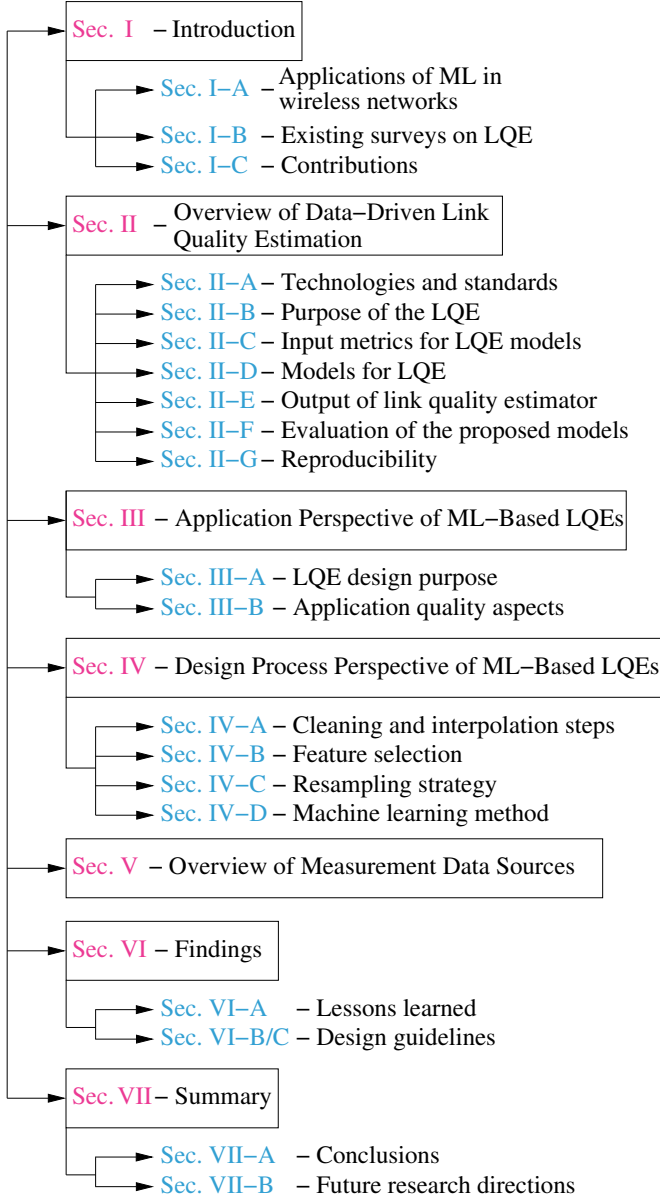 Sec. I – Introduction
Sec. I–A – Applications of ML in
wireless networks
Sec. I–B – Existing surveys on LQE
Sec. I–C – Contributions
Sec. II – Overview of Data–Driven Link
Quality Estimation
Sec. II–A – Technologies and standards
Sec. II–B – Purpose of the LQE
Sec. II–C – Input metrics for LQE models
Sec. II–D – Models for LQE
Sec. II–E – Output of link quality estimator
Sec. II–F – Evaluation of the proposed models
Sec. II–G – Reproducibility
Sec. III – Application Perspective of ML–Based LQEs
Sec. III–A – LQE design purpose
Sec. III–B – Application quality aspects
Sec. IV – Design Process Perspective of ML–Based LQEs
Sec. IV–A – Cleaning and interpolation steps
Sec. IV–B – Feature selection
Sec. IV–C – Resampling strategy
Sec. IV–D – Machine learning method
Sec. V – Overview of Measurement Data Sources
Sec. VI – Findings
Sec. VI–A – Lessons learned
Sec. VI–B/C – Design guidelines
Sec. VII – Summary
Sec. VII–A – Conclusions
Sec. VII–B – Future research directions